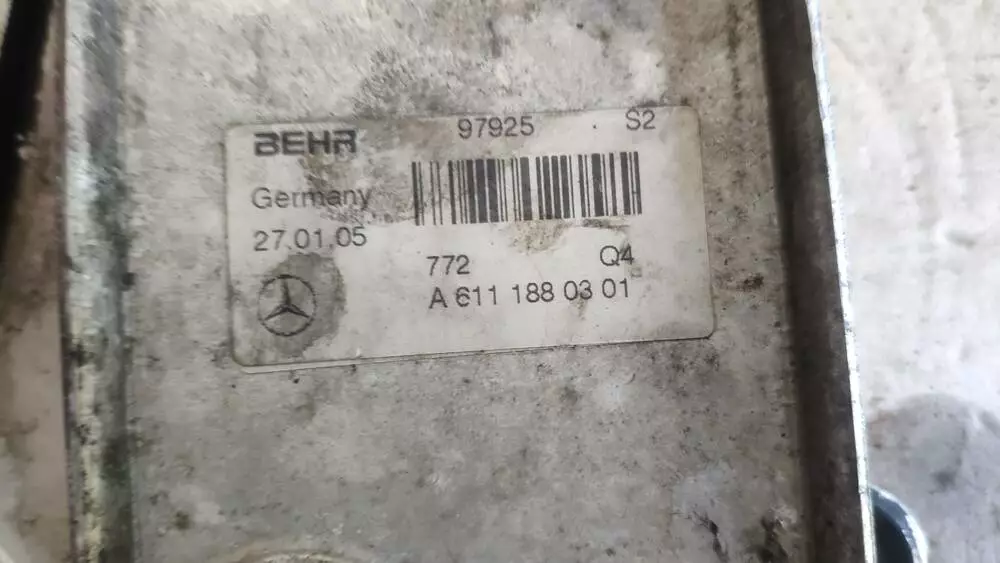 BEHR 97925 S2
Germany
27.01.05
772 Q4
A 611 188 03 01